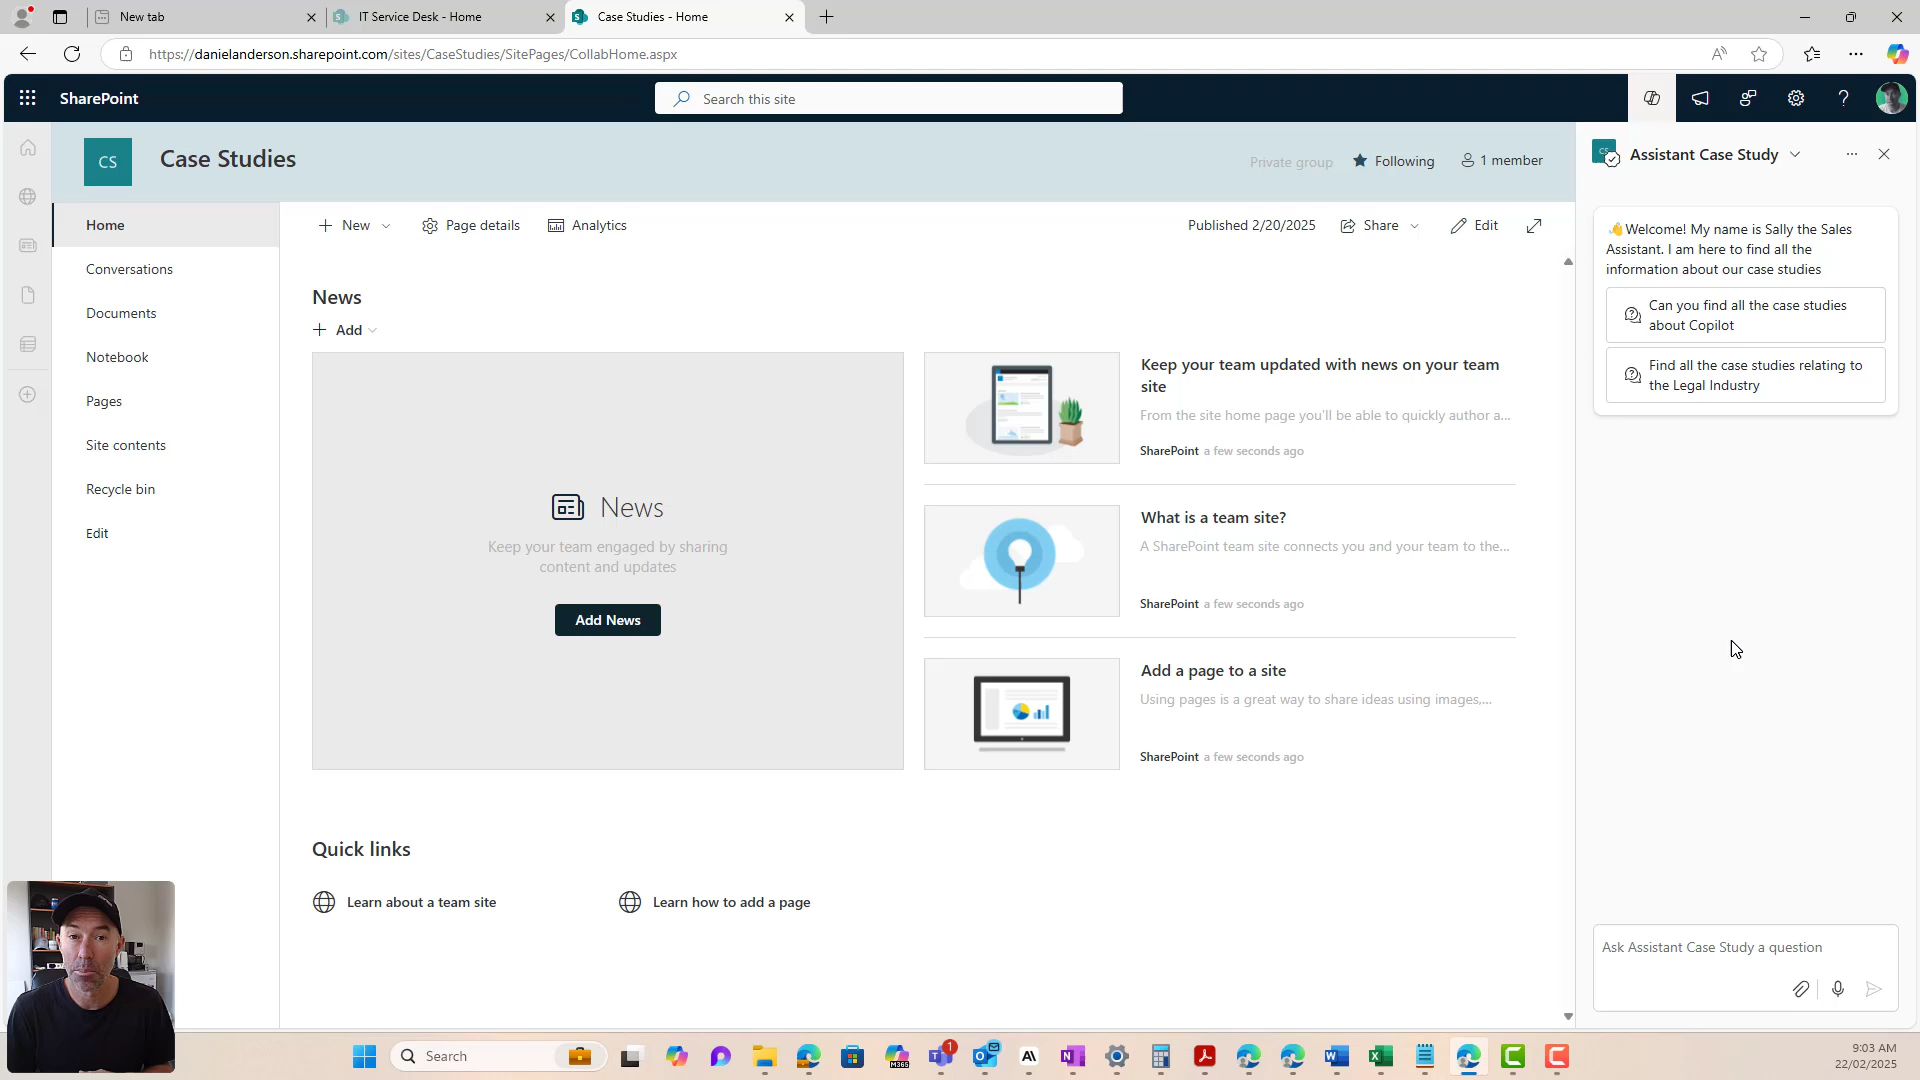 New tab
IT Service Desk - Home
Case Studies - Home
https://danielanderson.sharepoint.com/sites/CaseStudies/SitePages/CollabHome.aspx
SharePoint
Search this site
CS
Case Studies
Private group
Following
1 member
Home
Conversations
Documents
Notebook
Pages
Site contents
Recycle bin
Edit
New
Page details
Analytics
Published 2/20/2025
Share
Edit
News
Add
News
Keep your team engaged by sharing
content and updates
Add News
Keep your team updated with news on your team
site
From the site home page you'll be able to quickly author a...
SharePoint a few seconds ago
What is a team site?
A SharePoint team site connects you and your team to the...
SharePoint a few seconds ago
Add a page to a site
Using pages is a great way to share ideas using images,...
SharePoint a few seconds ago
Quick links
Learn about a team site
Learn how to add a page
CS
Assistant Case Study
👋Welcome! My name is Sally the Sales
Assistant. I am here to find all the
information about our case studies
Can you find all the case studies
about Copilot
Find all the case studies relating to
the Legal Industry
Ask Assistant Case Study a question
Search
M365
1
9:03 AM
22/02/2025